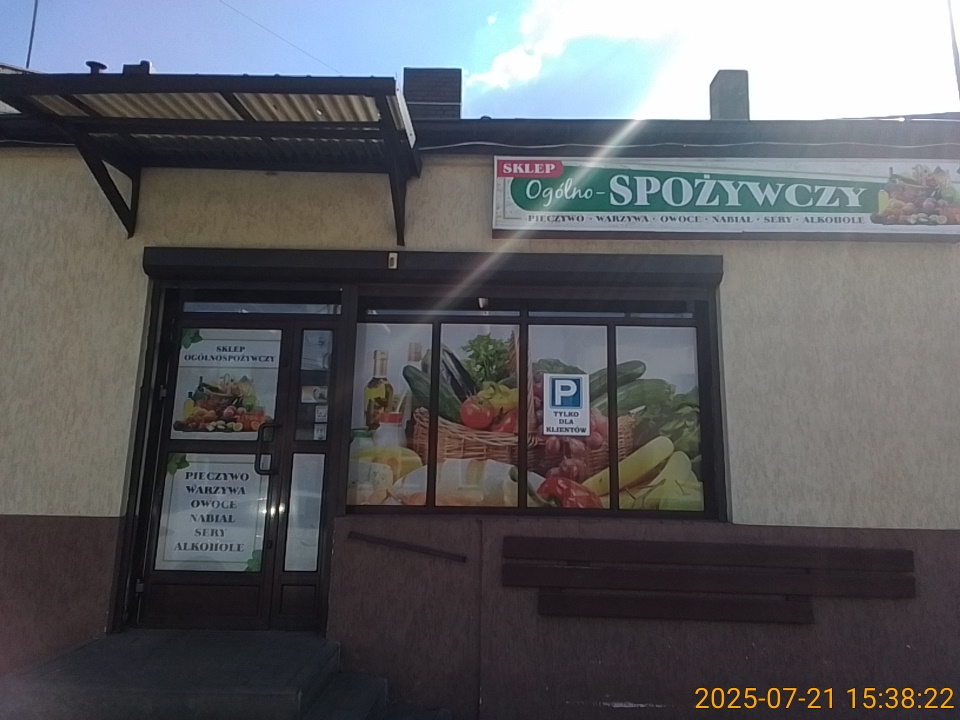 SKLEP
Ogólno-SPOŻYWCZY
PIECZYWO · WARZYWA · OWOCE · NABIAŁ · SERY · ALKOHOLE
SKLEP
OGÓLNOSPOŻYWCZY
P
TYLKO
DLA
KLIENTÓW
PIECZYWO
WARZYWA
OWOCE
NABIAŁ
SERY
ALKOHOLE
2025-07-21 15:38:22